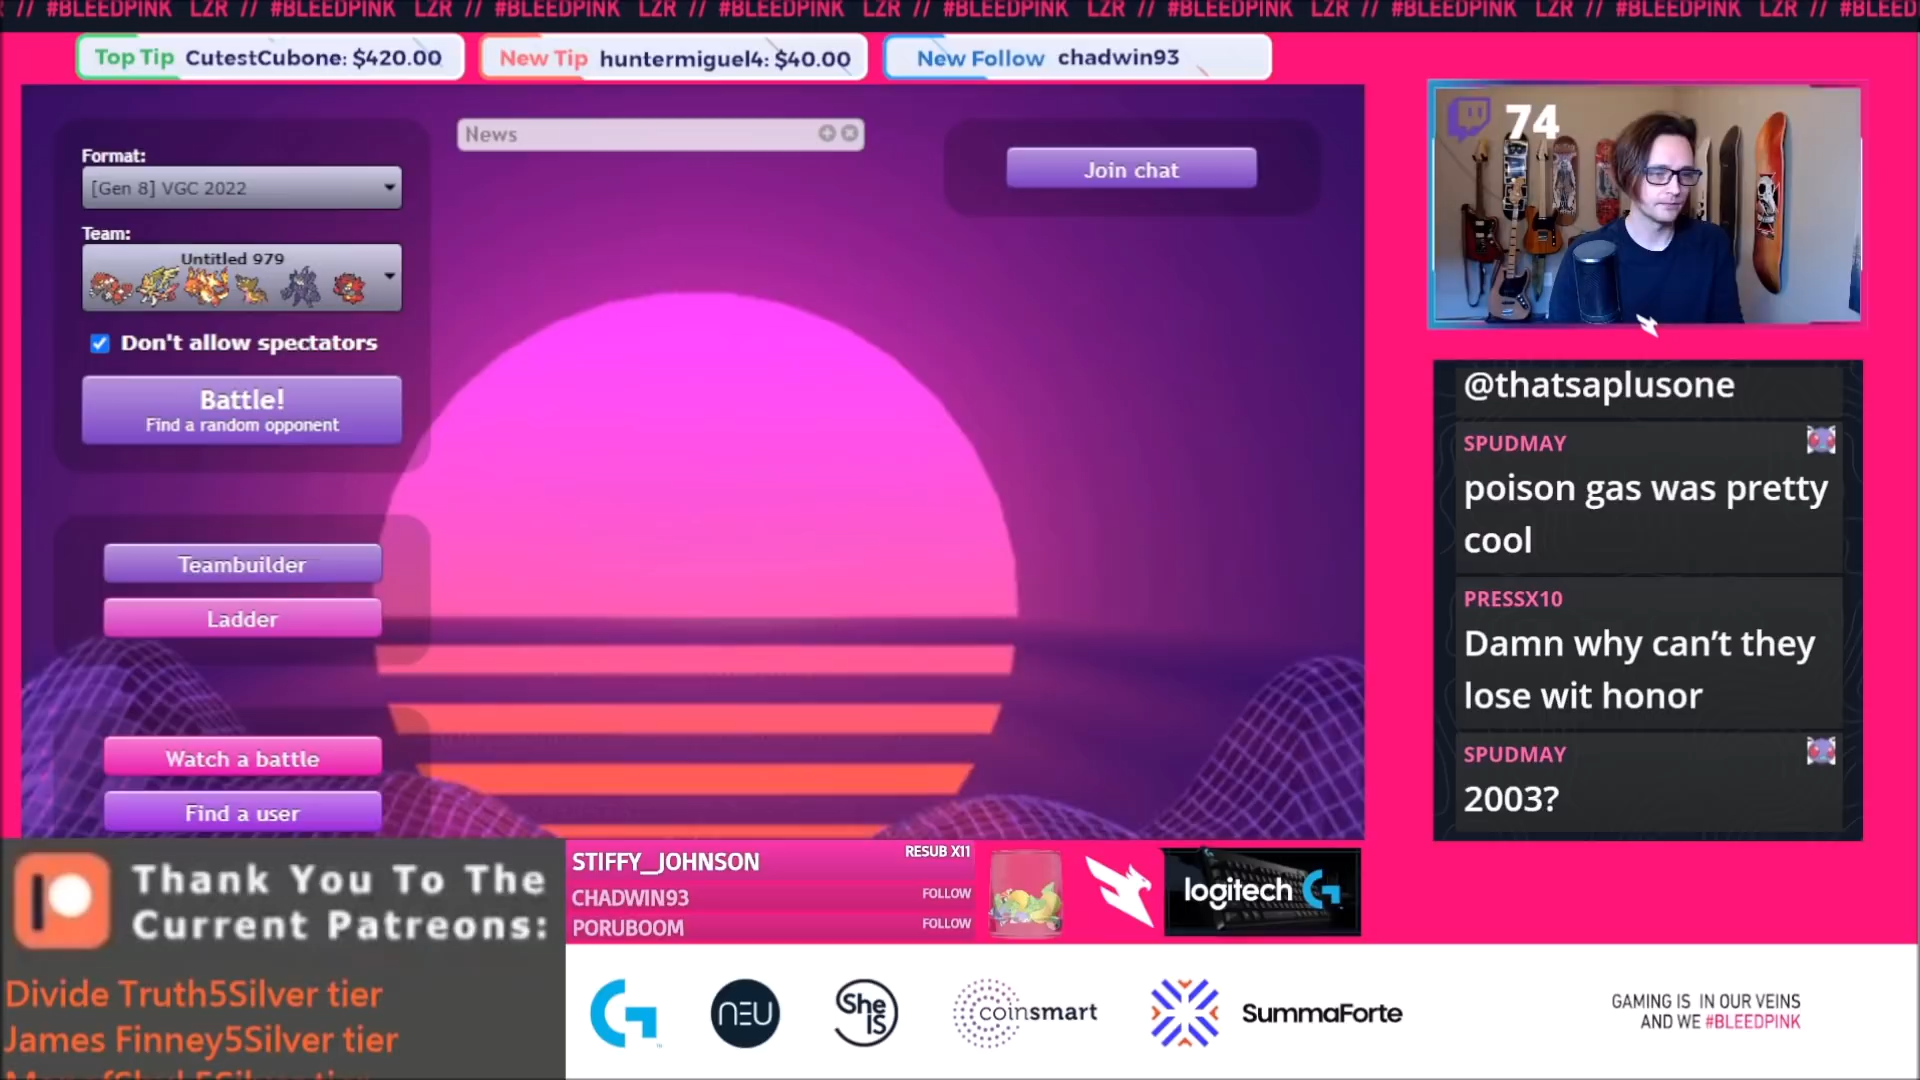 // #BLEEDPINK LZR // #BLEEDPINK LZR // #BLEEDPINK LZR // #BLEEDPINK LZR // #BLEEDPINK LZR // #BLEEDPINK LZR // #BLEEDPINK LZR // #BLEEDPINK LZR // #BLEED
Top Tip CutestCubone: $420.00
New Tip huntermiguel4: $40.00
New Follow chadwin93
Format:
[Gen 8] VGC 2022
Team:
Untitled 979
Don't allow spectators
Battle!
Find a random opponent
Teambuilder
Ladder
Watch a battle
Find a user
News
Join chat
74
@thatsaplusone
SPUDMAY
poison gas was pretty
cool
PRESSX10
Damn why can't they
lose wit honor
SPUDMAY
2003?
Thank You To The
Current Patreons:
Divide Truth5Silver tier
James Finney5Silver tier
STIFFY__JOHNSON RESUB X11
CHADWIN93 FOLLOW
PORUBOOM FOLLOW
logitech G
NEU
She
IS
coinsmart
SummaForte
GAMING IS IN OUR VEINS
AND WE #BLEEDPINK